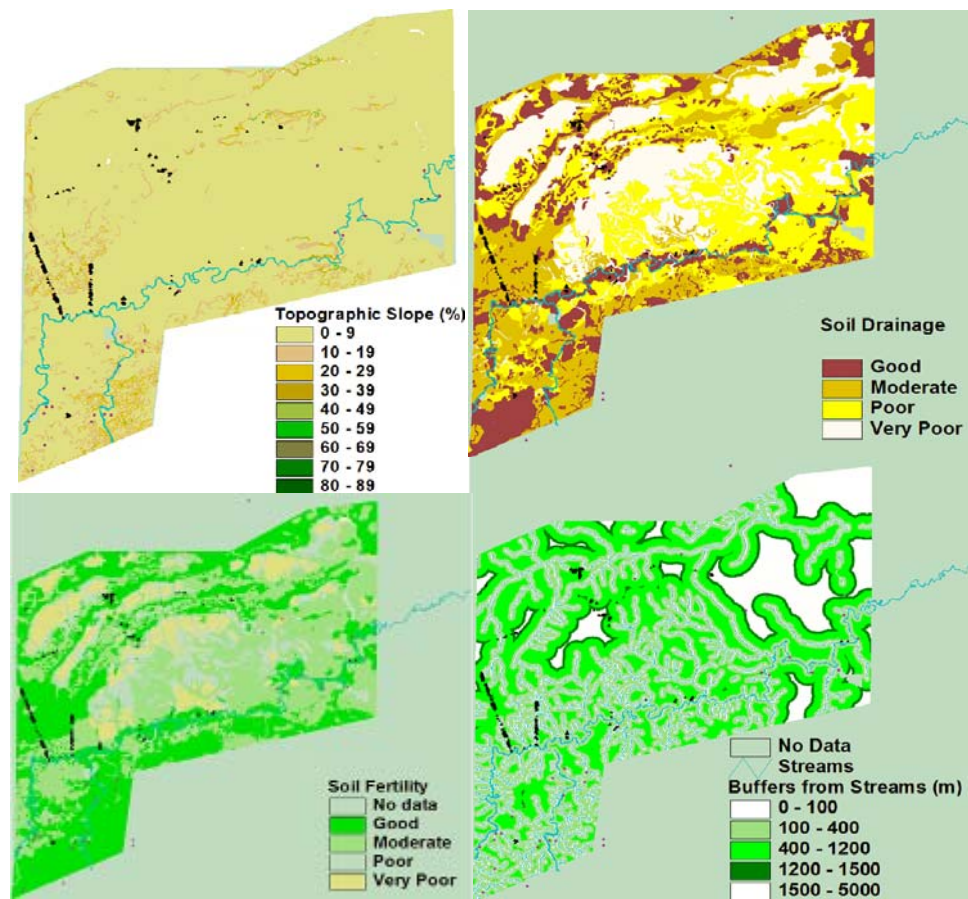 Topographic Slope (%)
0 - 9
10 - 19
20 - 29
30 - 39
40 - 49
50 - 59
60 - 69
70 - 79
80 - 89
Soil Drainage
Good
Moderate
Poor
Very Poor
Soil Fertility
No data
Good
Moderate
Poor
Very Poor
No Data
Streams
Buffers from Streams (m)
0 - 100
100 - 400
400 - 1200
1200 - 1500
1500 - 5000